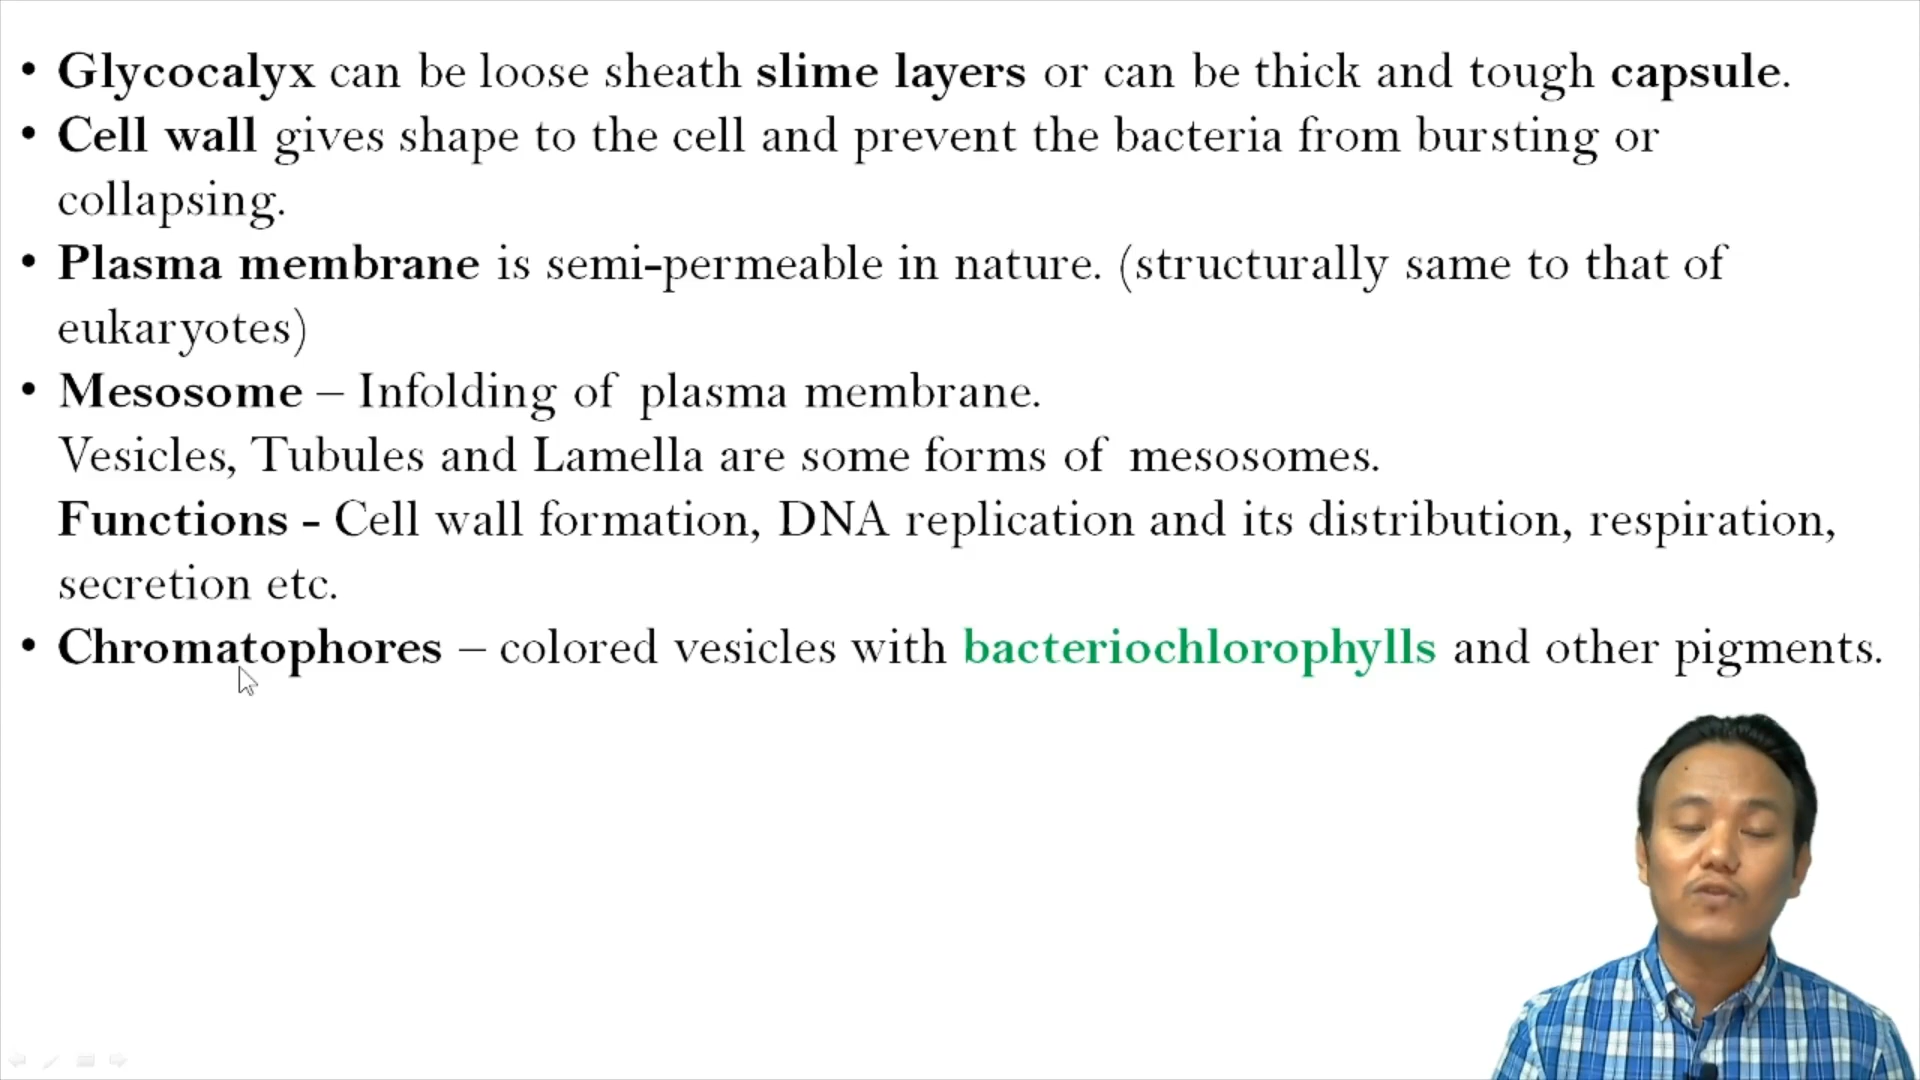 • Glycocalyx can be loose sheath slime layers or can be thick and tough capsule.
• Cell wall gives shape to the cell and prevent the bacteria from bursting or
collapsing.
• Plasma membrane is semi-permeable in nature. (structurally same to that of
eukaryotes)
• Mesosome – Infolding of plasma membrane.
Vesicles, Tubules and Lamella are some forms of mesosomes.
Functions - Cell wall formation, DNA replication and its distribution, respiration,
secretion etc.
• Chromatophores – colored vesicles with bacteriochlorophylls and other pigments.